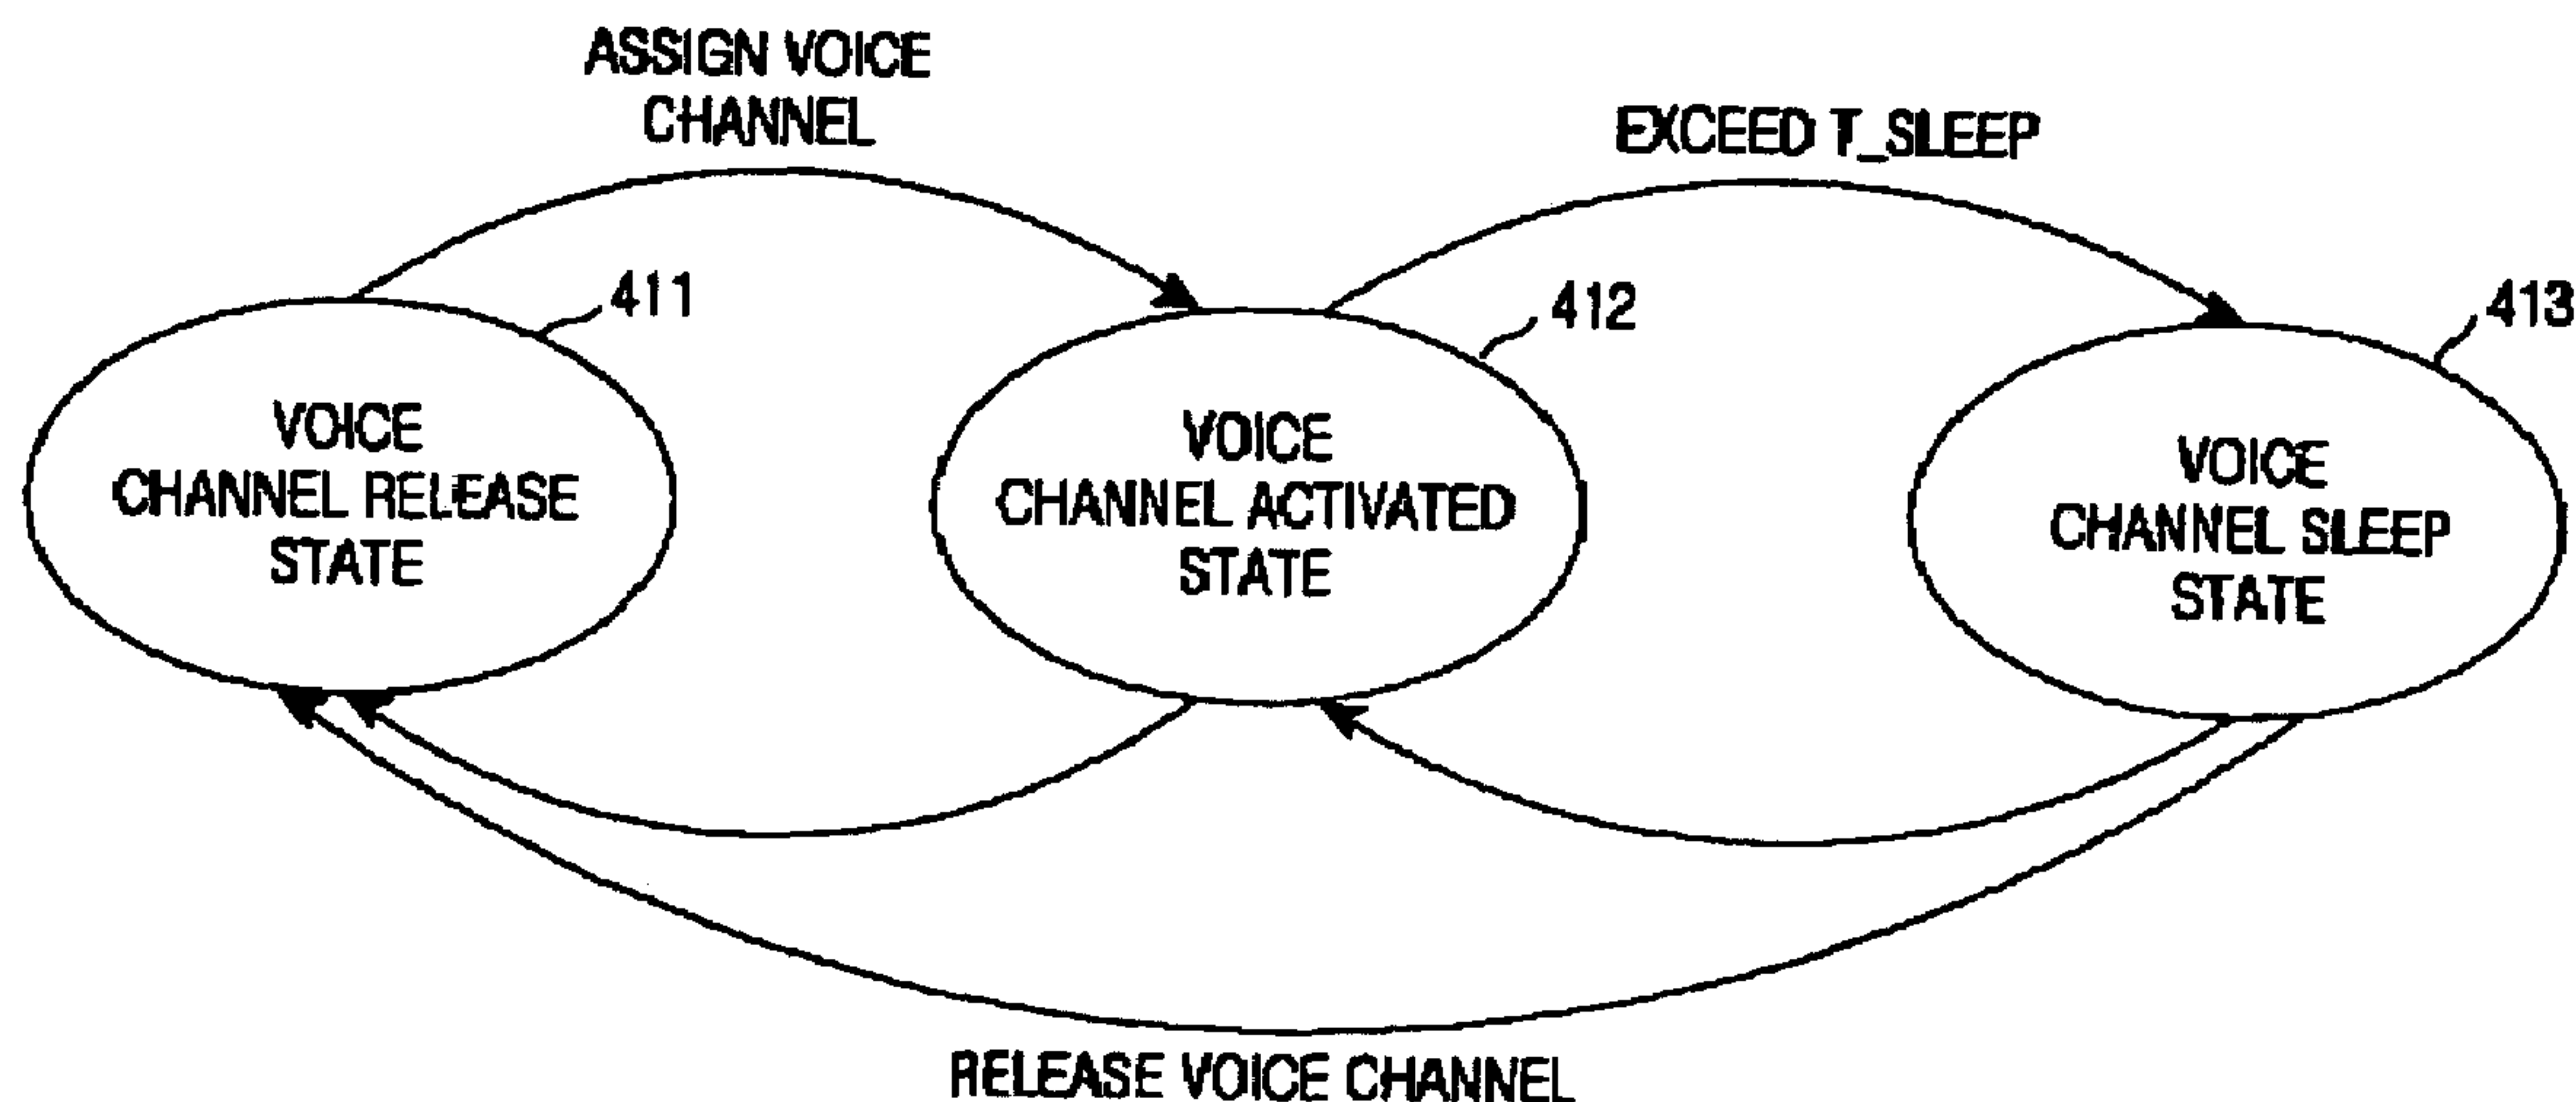 ASSIGN VOICE
CHANNEL
EXCEED T_SLEEP
411
412
413
VOICE
CHANNEL RELEASE
STATE
VOICE
CHANNEL ACTIVATED
STATE
VOICE
CHANNEL SLEEP
STATE
RELEASE VOICE CHANNEL